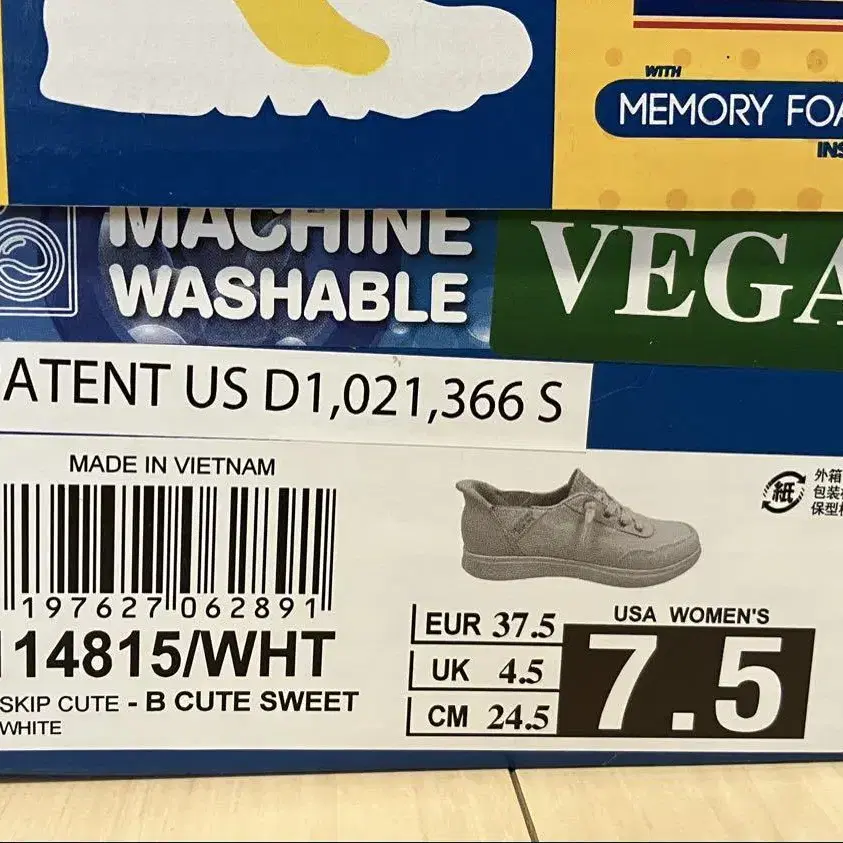 WITH
MEMORY FOA
INS
MACHINE
WASHABLE
VEGA
ATENT US D1,021,366 S
MADE IN VIETNAM
197627062891
114815/WHT
SKIP CUTE - B CUTE SWEET
WHITE
EUR 37.5
UK 4.5
CM 24.5
USA WOMEN'S
7.5
紙
外箱
包装
保型